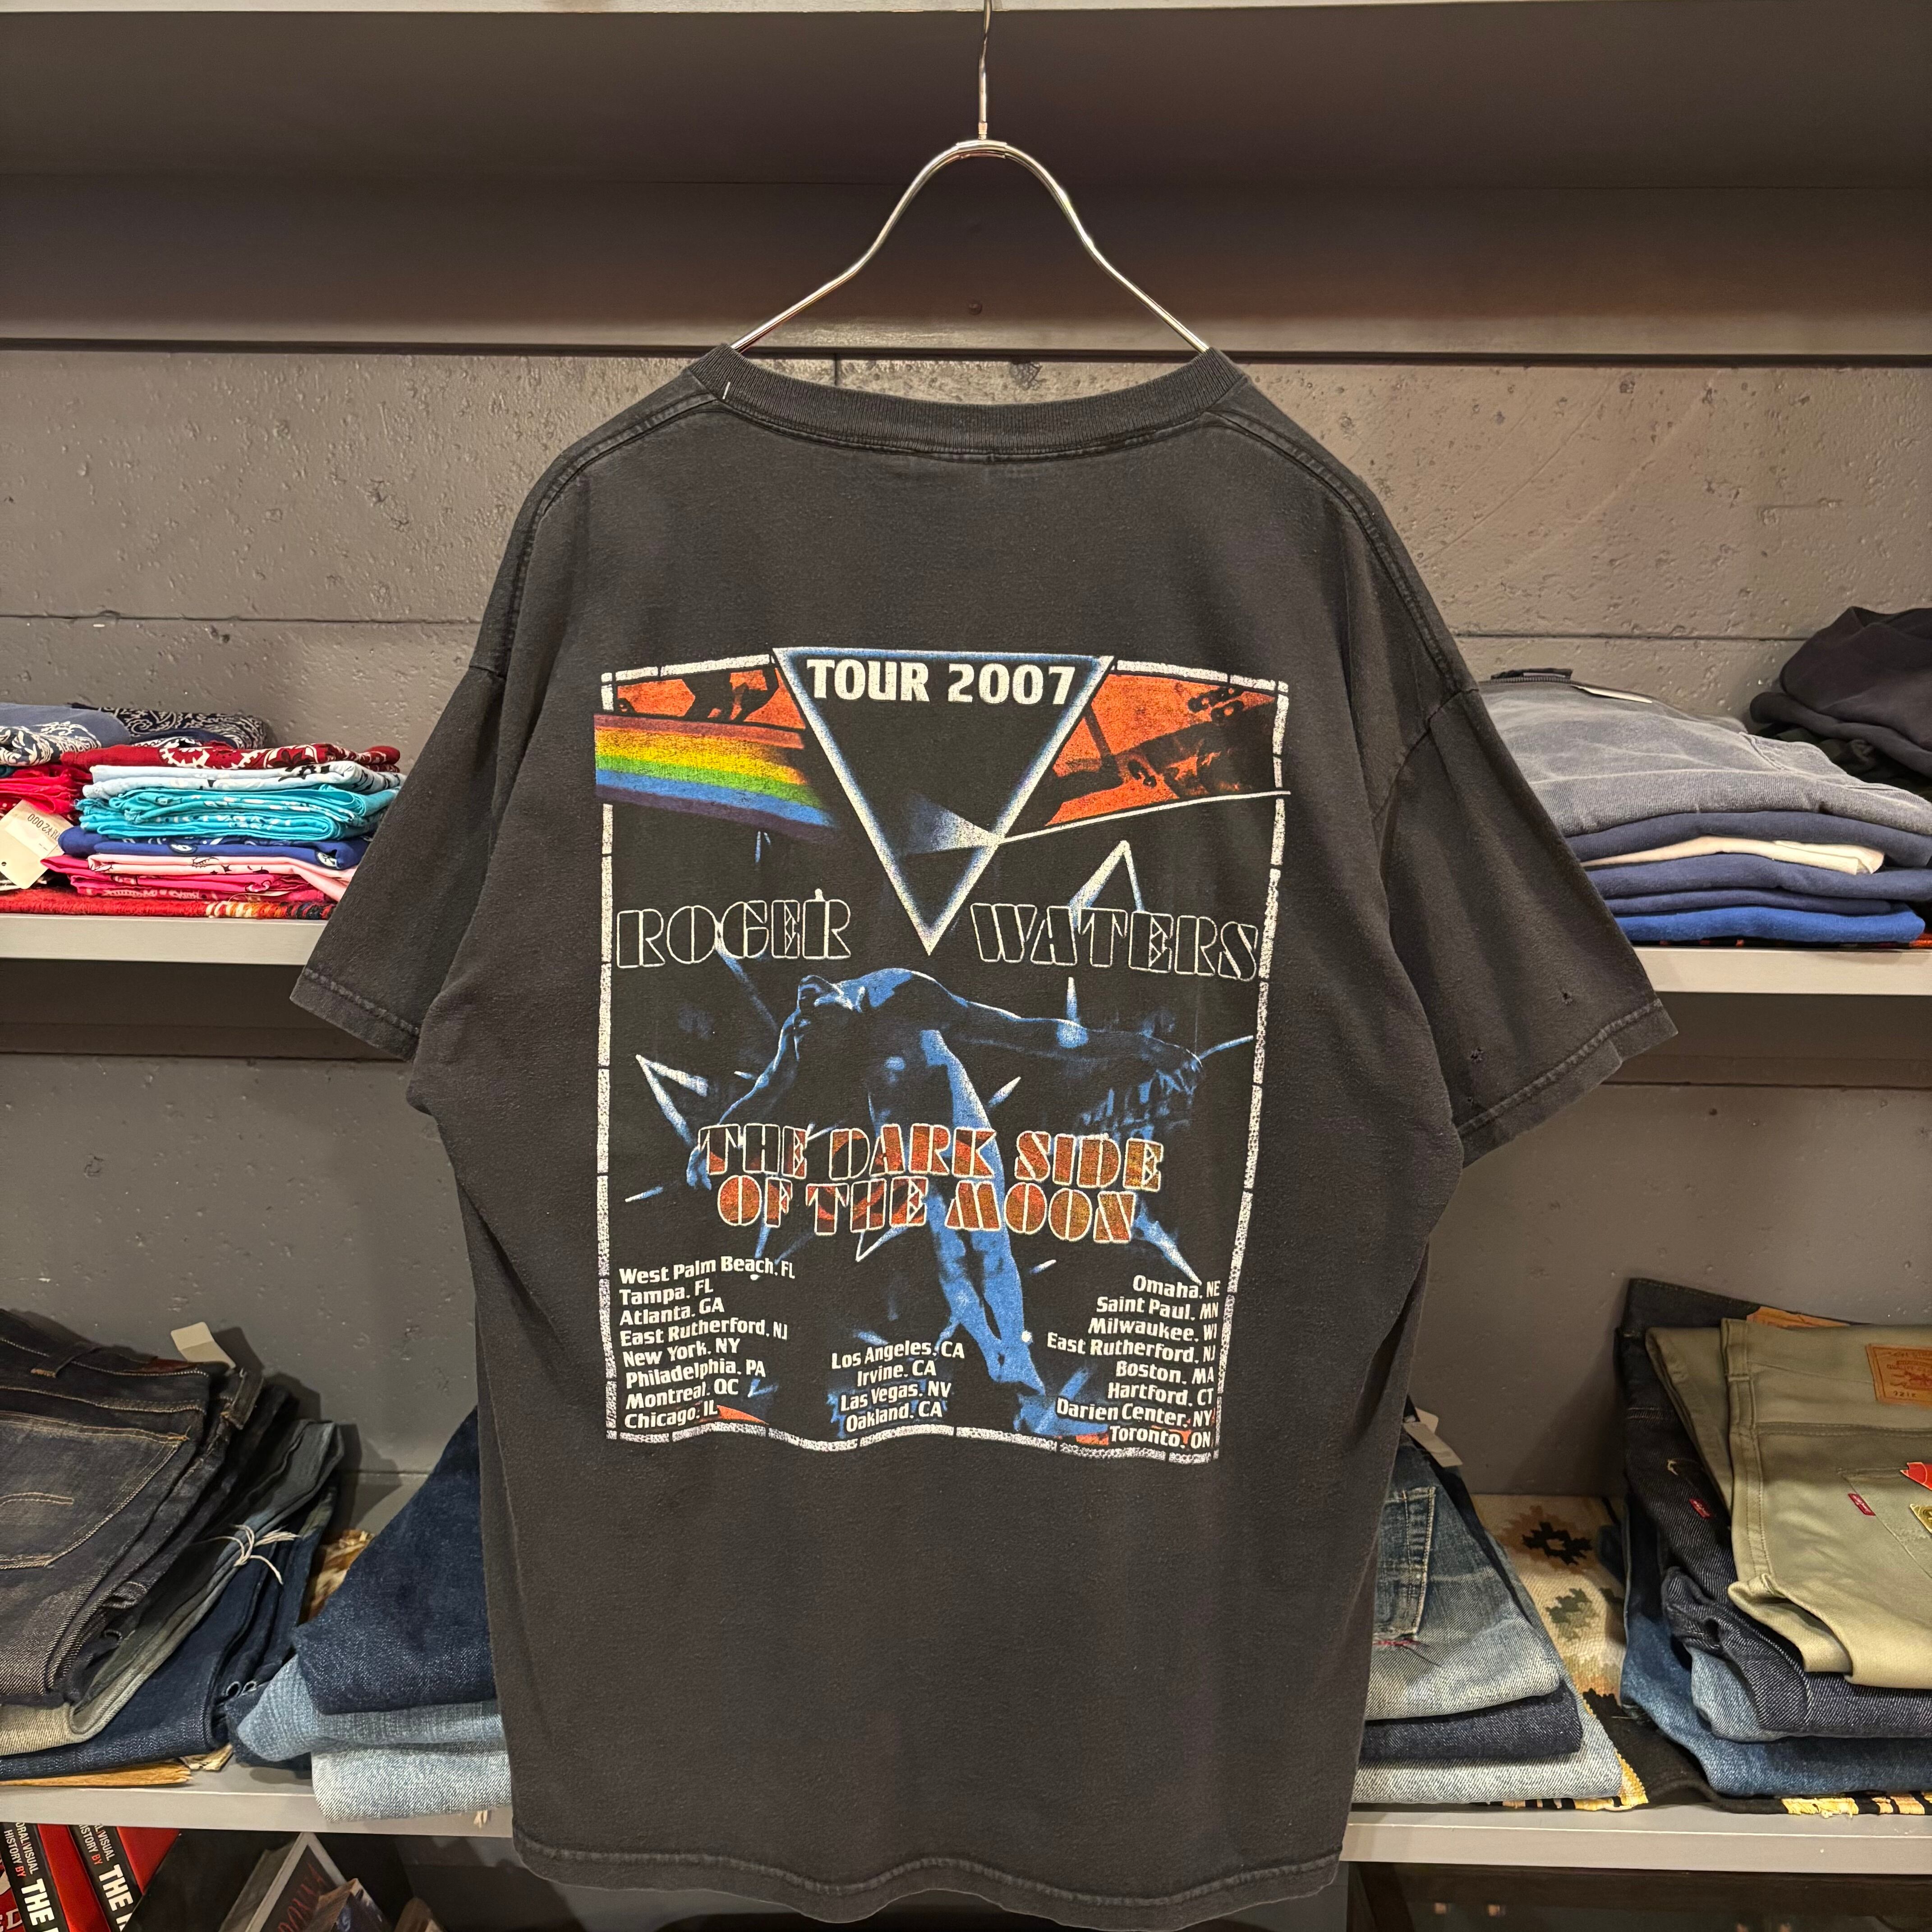 TOUR 2007
ROGER WATERS
THE DARK SIDE
OF THE MOON
West Palm Beach, FL
Tampa, FL
Atlanta, GA
East Rutherford, NJ
New York, NY
Philadelphia, PA
Montreal, QC
Chicago, IL
Los Angeles, CA
Irvine, CA
Las Vegas, NV
Oakland, CA
Omaha, NE
Saint Paul, MN
Milwaukee, WI
East Rutherford, NJ
Boston, MA
Hartford, CT
Darien Center, NY
Toronto, ON
HISTORY BY
THE